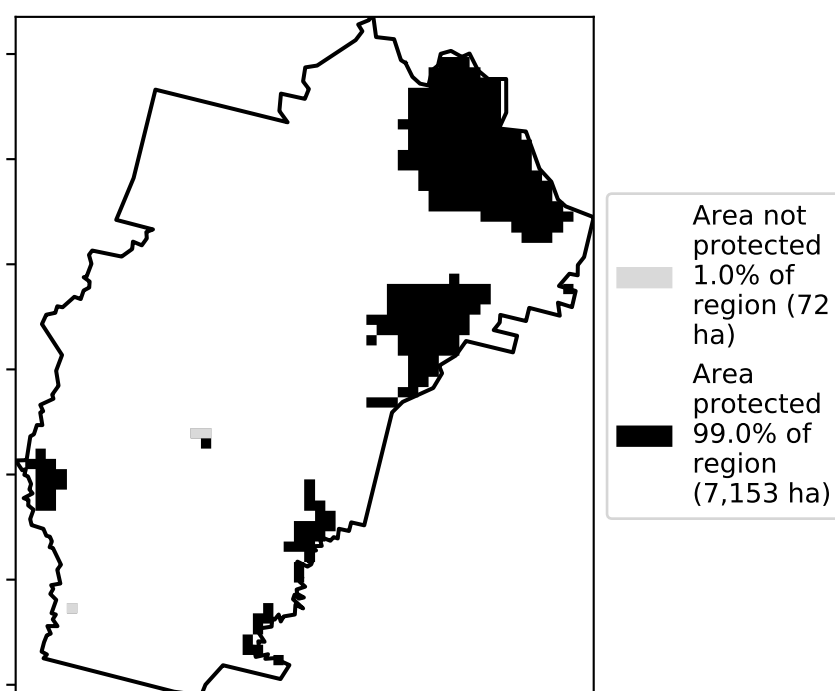 Area not
protected
1.0% of
region (72
ha)
Area
protected
99.0% of
region
(7,153 ha)